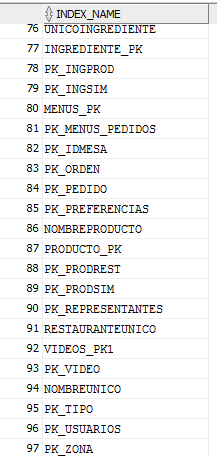 INDEX_NAME
76 UNICOINGREDIENTE
77 INGREDIENTE_PK
78 PK_INGPROD
79 PK_INGSIM
80 MENUS_PK
81 PK_MENUS_PEDIDOS
82 PK_IDMESA
83 PK_ORDEN
84 PK_PEDIDO
85 PK_PREFERENCIAS
86 NOMBREPRODUCTO
87 PRODUCTO_PK
88 PK_PRODREST
89 PK_PRODSIM
90 PK_REPRESENTANTES
91 RESTAURANTEUNICO
92 VIDEOS_PK1
93 PK_VIDEO
94 NOMBREUNICO
95 PK_TIPO
96 PK_USUARIOS
97 PK_ZONA